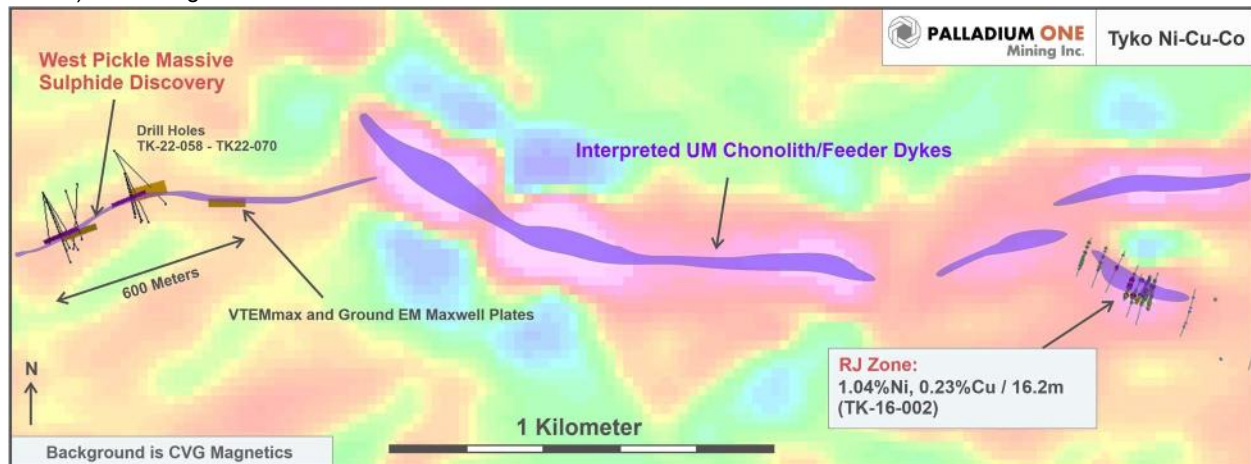 PALLADIUM ONE
Mining Inc.
Tyko Ni-Cu-Co
West Pickle Massive
Sulphide Discovery
Drill Holes
TK-22-058 - TK22-070
Interpreted UM Chonolith/Feeder Dykes
600 Meters
VTEMmax and Ground EM Maxwell Plates
RJ Zone:
1.04%Ni, 0.23%Cu / 16.2m
(TK-16-002)
N
1 Kilometer
Background is CVG Magnetics